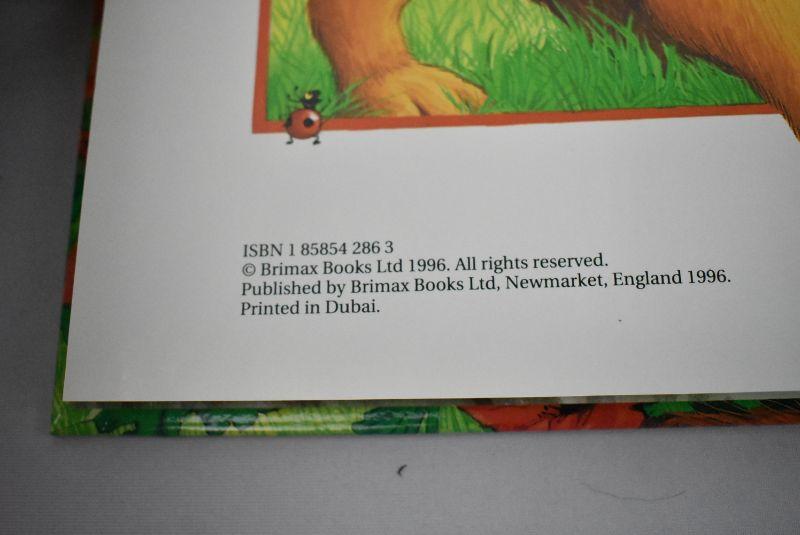 ISBN 1 85854 286 3
© Brimax Books Ltd 1996. All rights reserved.
Published by Brimax Books Ltd, Newmarket, England 1996.
Printed in Dubai.